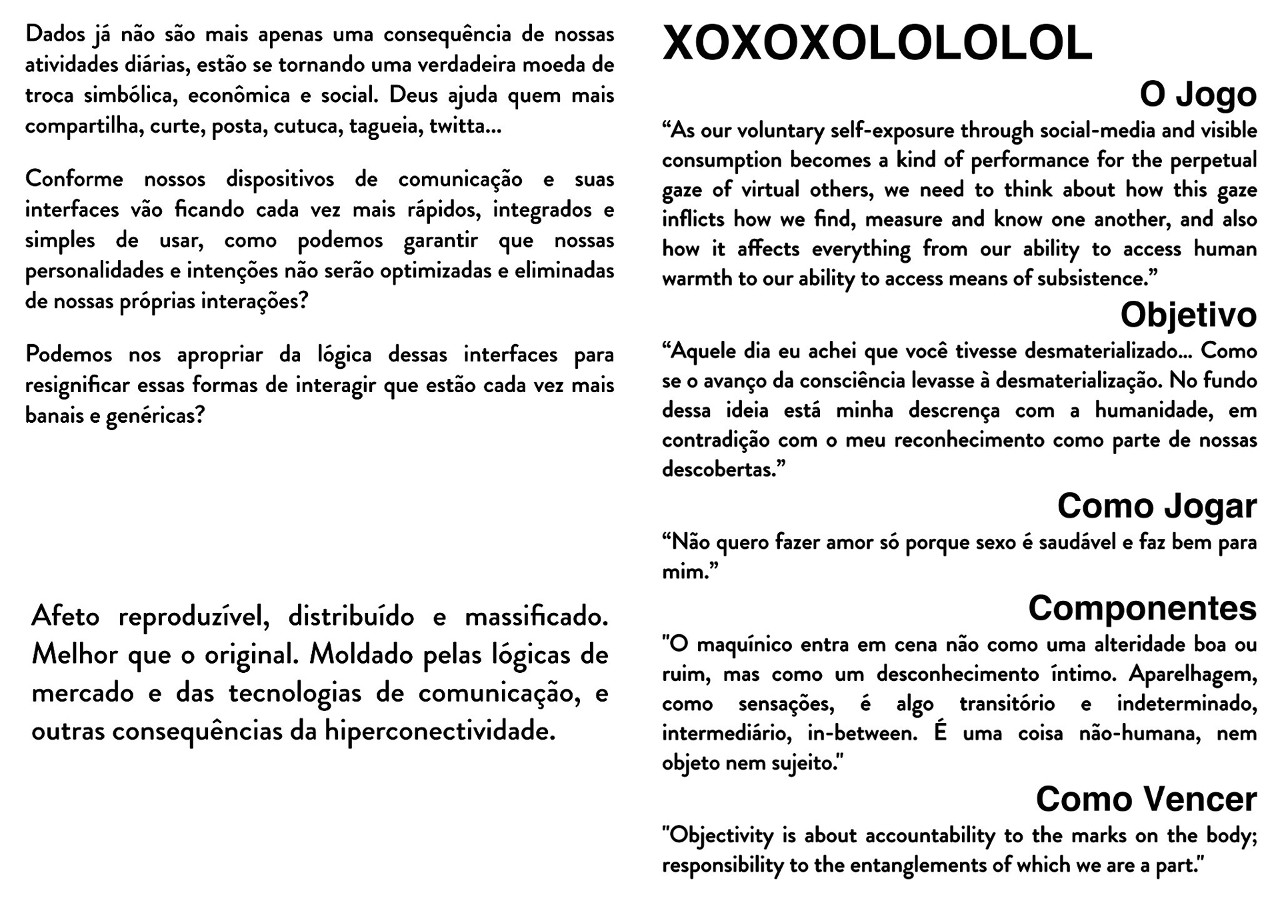 Dados já não são mais apenas uma consequência de nossas
atividades diárias, estão se tornando uma verdadeira moeda de
troca simbólica, econômica e social. Deus ajuda quem mais
compartilha, curte, posta, cutuca, tagueia, twitta...
Conforme nossos dispositivos de comunicação e suas
interfaces vão ficando cada vez mais rápidos, integrados e
simples de usar, como podemos garantir que nossas
personalidades e intenções não serão optimizadas e eliminadas
de nossas próprias interações?
Podemos nos apropriar da lógica dessas interfaces para
resignificar essas formas de interagir que estão cada vez mais
banais e genéricas?
Afeto reproduzível, distribuído e massificado.
Melhor que o original. Moldado pelas lógicas de
mercado e das tecnologias de comunicação, e
outras consequências da hiperconectividade.
XOXOXOLOLOLOL
O Jogo
“As our voluntary self-exposure through social-media and visible
consumption becomes a kind of performance for the perpetual
gaze of virtual others, we need to think about how this gaze
inflicts how we find, measure and know one another, and also
how it affects everything from our ability to access human
warmth to our ability to access means of subsistence.”
Objetivo
“Aquele dia eu achei que você tivesse desmaterializado... Como
se o avanço da consciência levasse à desmaterialização. No fundo
dessa ideia está minha descrença com a humanidade, em
contradição com o meu reconhecimento como parte de nossas
descobertas.”
Como Jogar
“Não quero fazer amor só porque sexo é saudável e faz bem para
mim.”
Componentes
"O maquínico entra em cena não como uma alteridade boa ou
ruim, mas como um desconhecimento íntimo. Aparelhagem,
como sensações, é algo transitório e indeterminado,
intermediário, in-between. É uma coisa não-humana, nem
objeto nem sujeito."
Como Vencer
"Objectivity is about accountability to the marks on the body;
responsibility to the entanglements of which we are a part."